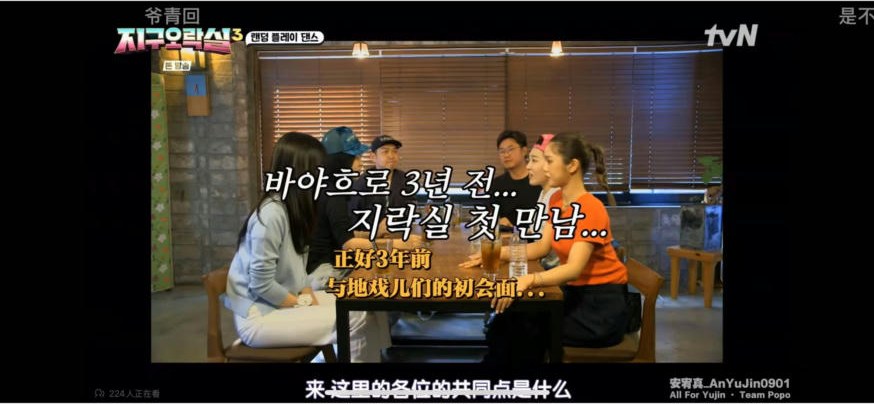 爷青回
是不
지구오락실3
랜덤 플레이 댄스
tvN
바야흐로 3년 전...
지락실 첫 만남...
正好3年前
与地戏儿们的初会面...
来 这里的各位的共同点是什么
224人正在看
安宥真_AnYuJin0901
All For Yujin · Team Popo